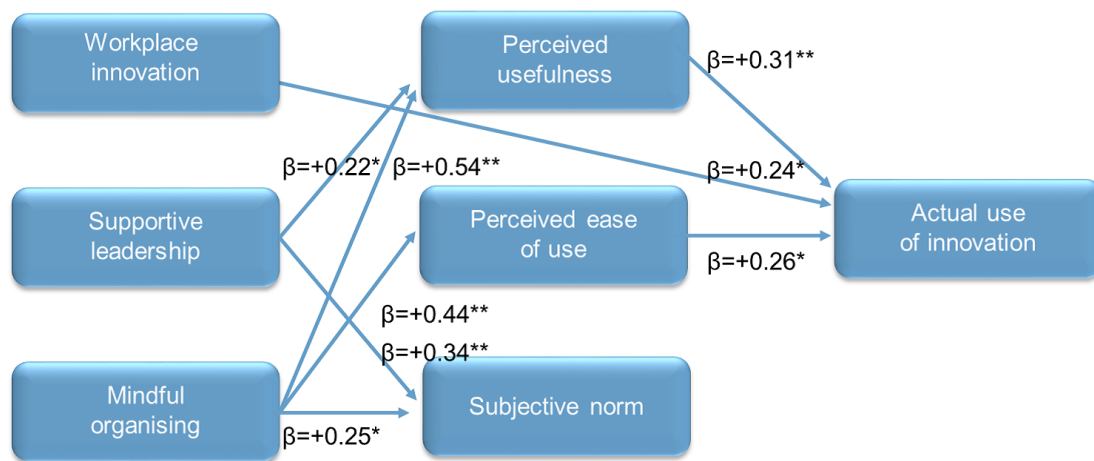 Workplace
innovation
Perceived
usefulness
β=+0.31**
β=+0.22*
β=+0.54**
β=+0.24*
Supportive
leadership
Perceived ease
of use
Actual use
of innovation
β=+0.26*
β=+0.44**
β=+0.34**
Mindful
organising
Subjective norm
β=+0.25*